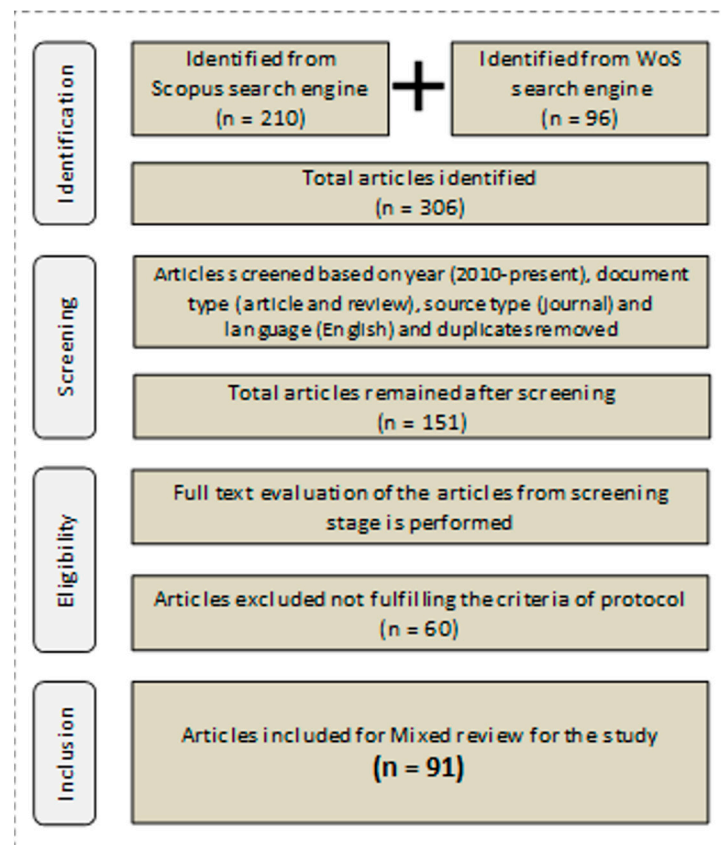 Identification
Identified from
Scopus search engine
(n = 210)
+
Identified from WoS
search engine
(n = 96)
Total articles identified
(n = 306)
Screening
Articles screened based on year (2010-present), document
type (article and review), source type (Journal) and
language (English) and duplicates removed
Total articles remained after screening
(n = 151)
Eligibility
Full text evaluation of the articles from screening
stage is performed
Articles excluded not fulfilling the criteria of protocol
(n = 60)
Inclusion
Articles included for Mixed review for the study
(n = 91)